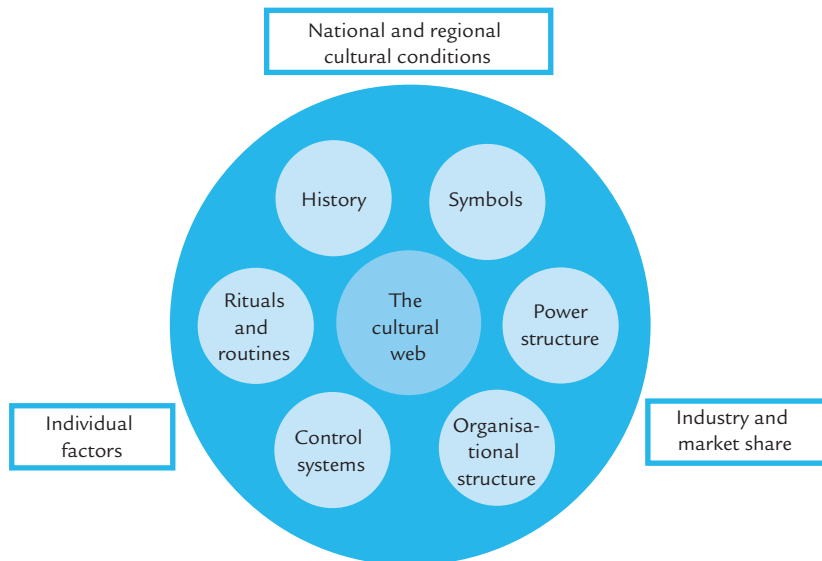 National and regional
cultural conditions
History
Symbols
Rituals
and
routines
The
cultural
web
Power
structure
Individual
factors
Control
systems
Organisa-
tional
structure
Industry and
market share